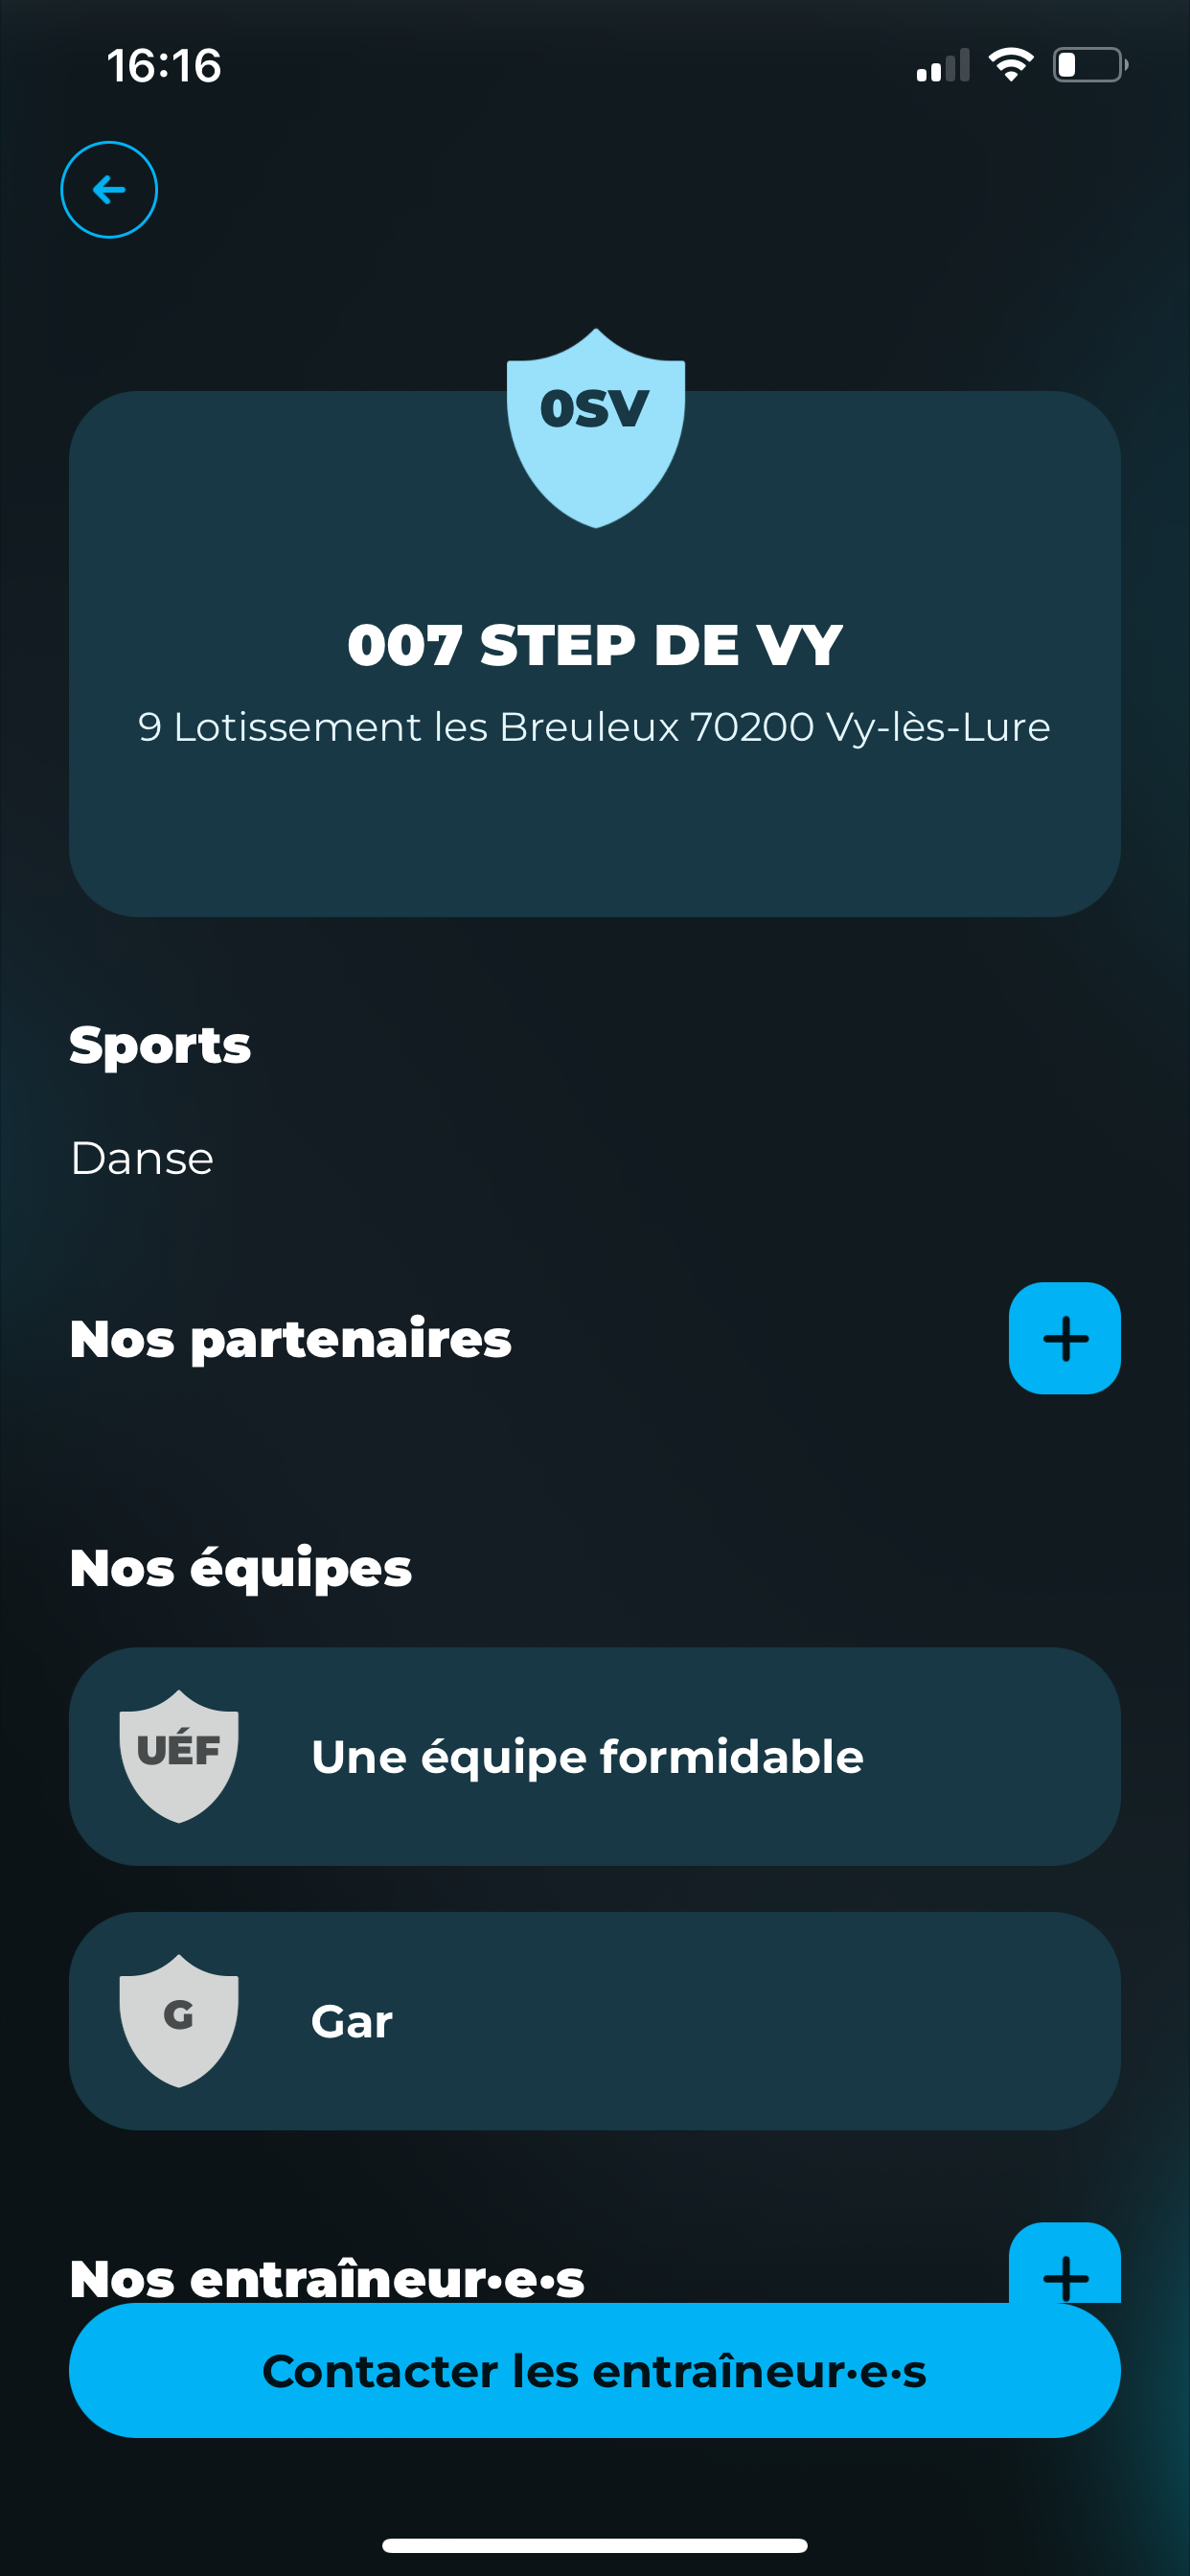 16:16
0SV
007 STEP DE VY
9 Lotissement les Breuleux 70200 Vy-lès-Lure
Sports
Danse
Nos partenaires
Nos équipes
UÉF
Une équipe formidable
G
Gar
Nos entraîneur•e•s
Contacter les entraîneur•e•s